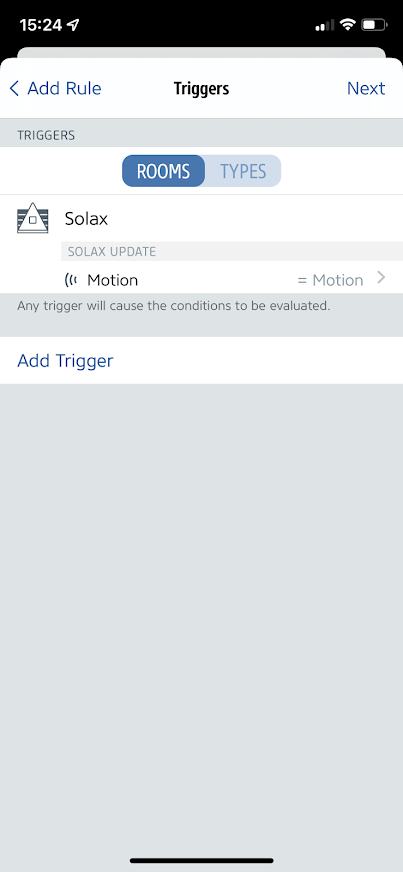 15:24
Add Rule Triggers Next
TRIGGERS
ROOMS TYPES
Solax
SOLAX UPDATE
Motion = Motion
Any trigger will cause the conditions to be evaluated.
Add Trigger